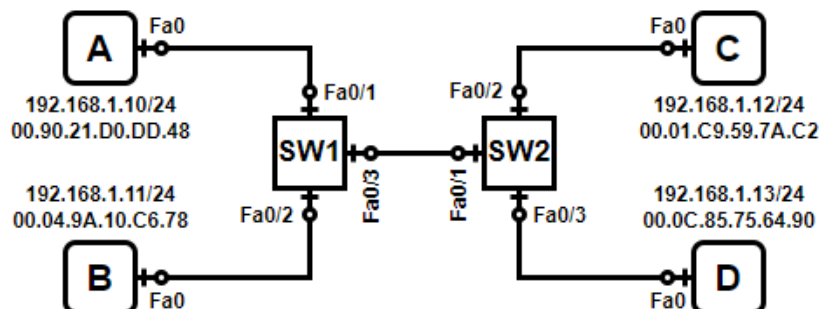 Fa0
A
Fa0/1
192.168.1.10/24
00.90.21.D0.DD.48
SW1
Fa0/3
192.168.1.11/24
00.04.9A.10.C6.78
Fa0/2
B
Fa0
Fa0
C
Fa0/2
192.168.1.12/24
00.01.C9.59.7A.C2
SW2
Fa0/1
192.168.1.13/24
00.0C.85.75.64.90
Fa0/3
D
Fa0